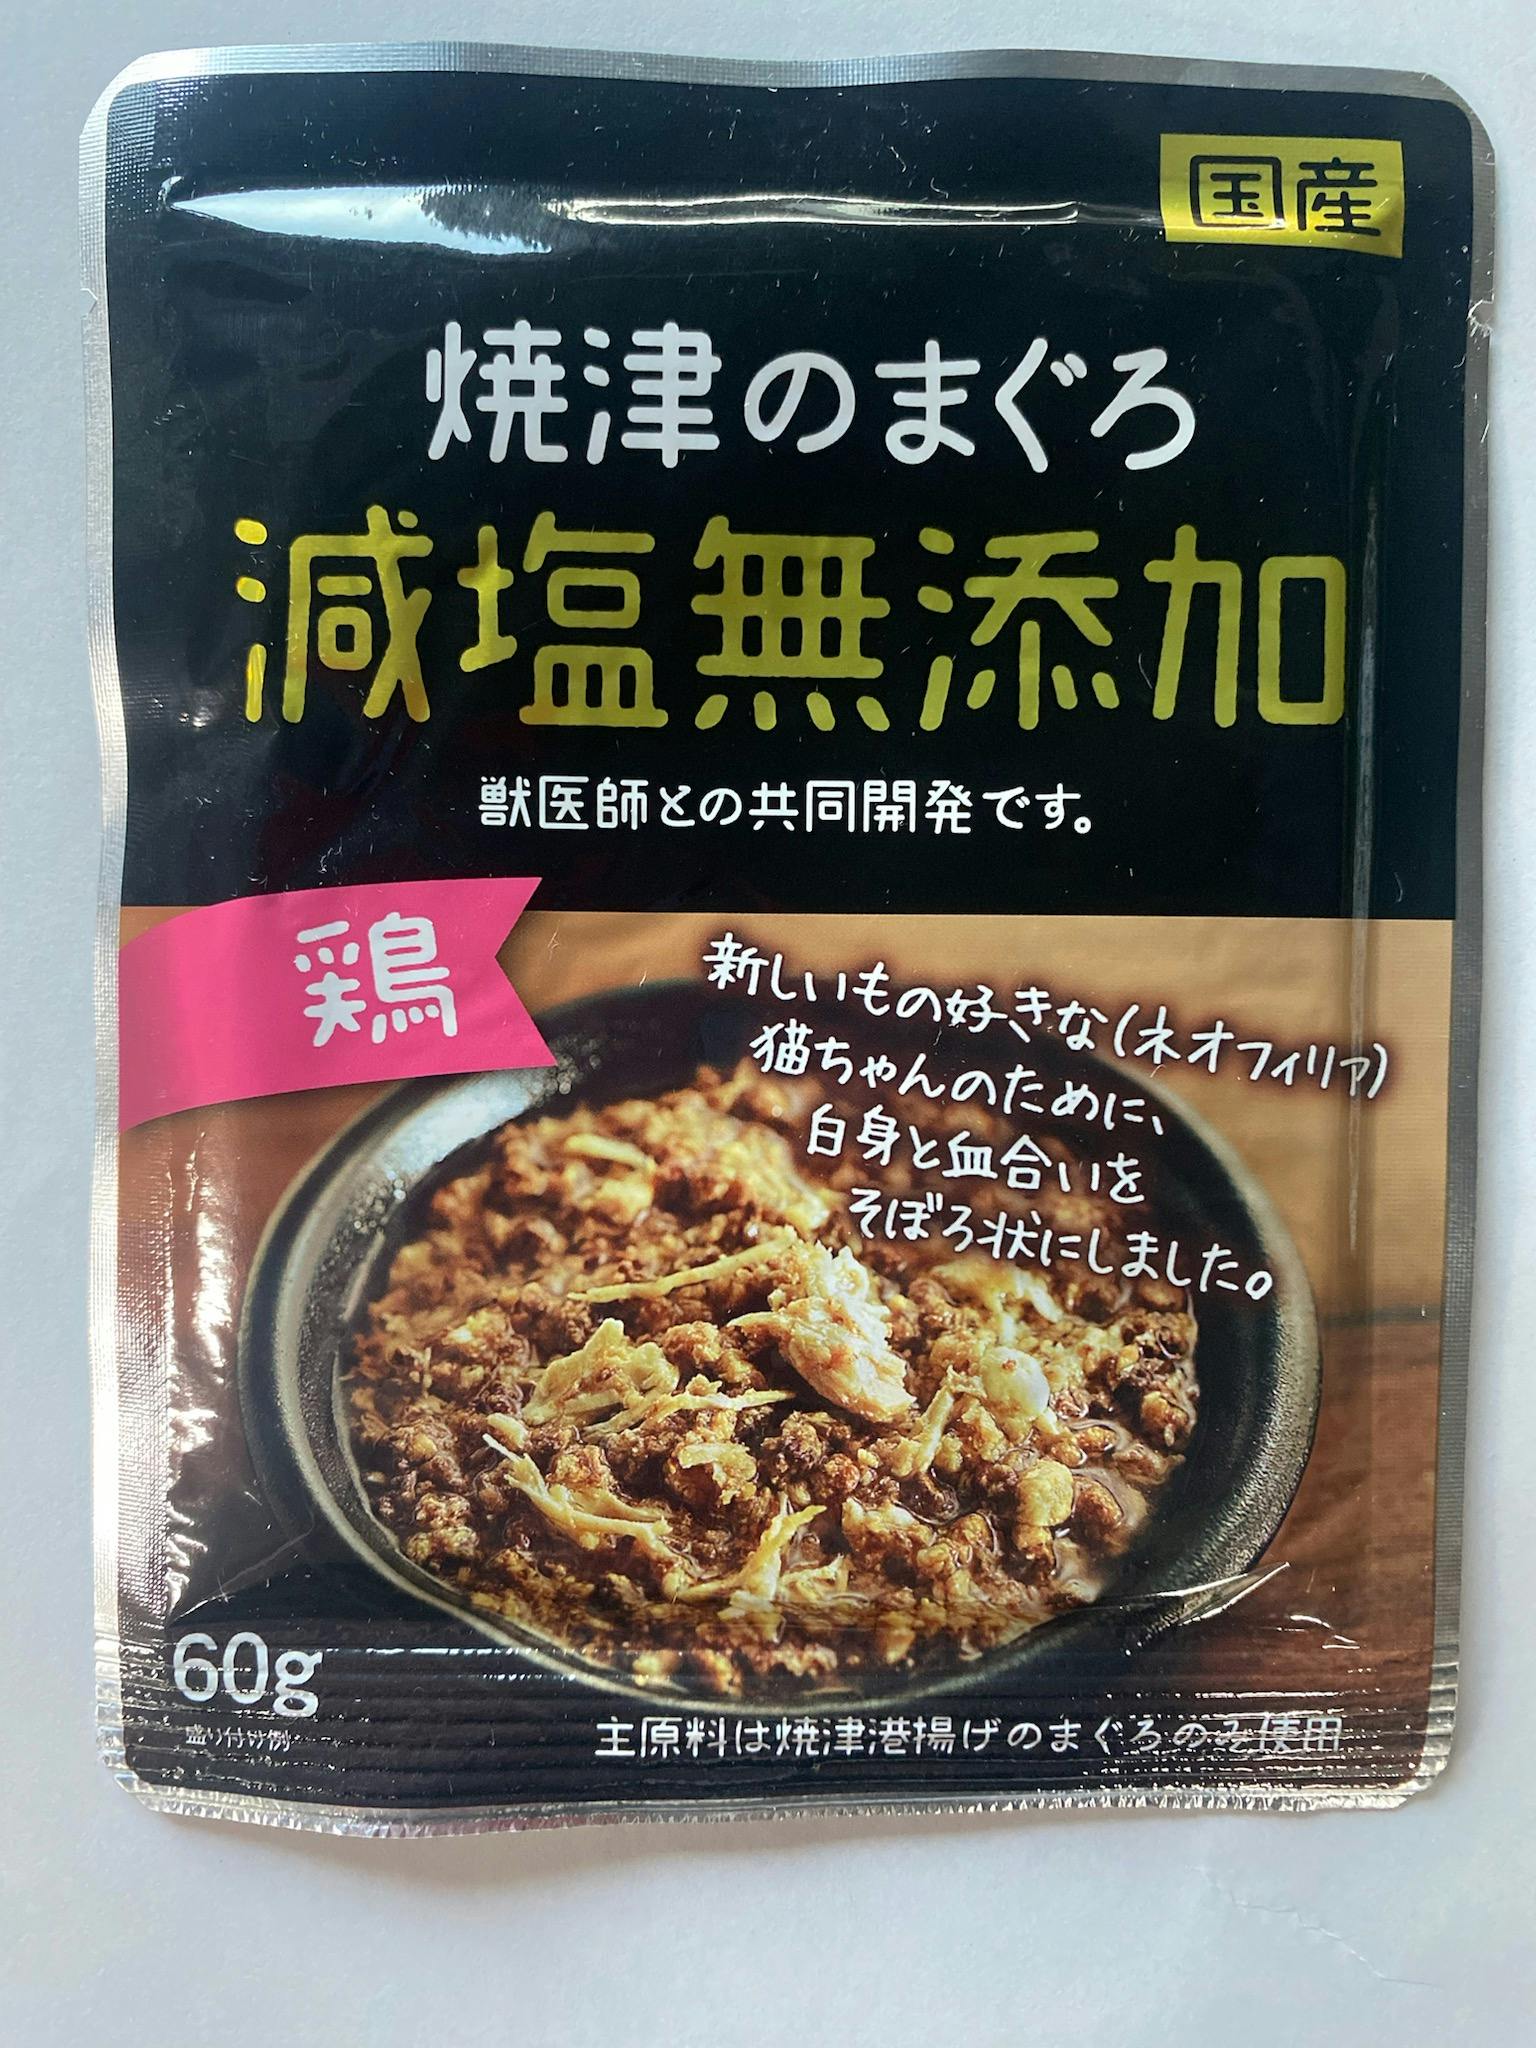 国産
焼津のまぐろ
減塩無添加
獣医師との共同開発です。
鶏
新しいもの好きな(ネオフィリア)
猫ちゃんのために、
白身と血合いを
そぼろ状にしました。
60g
盛り付け例
主原料は焼津港揚げのまぐろのみ使用